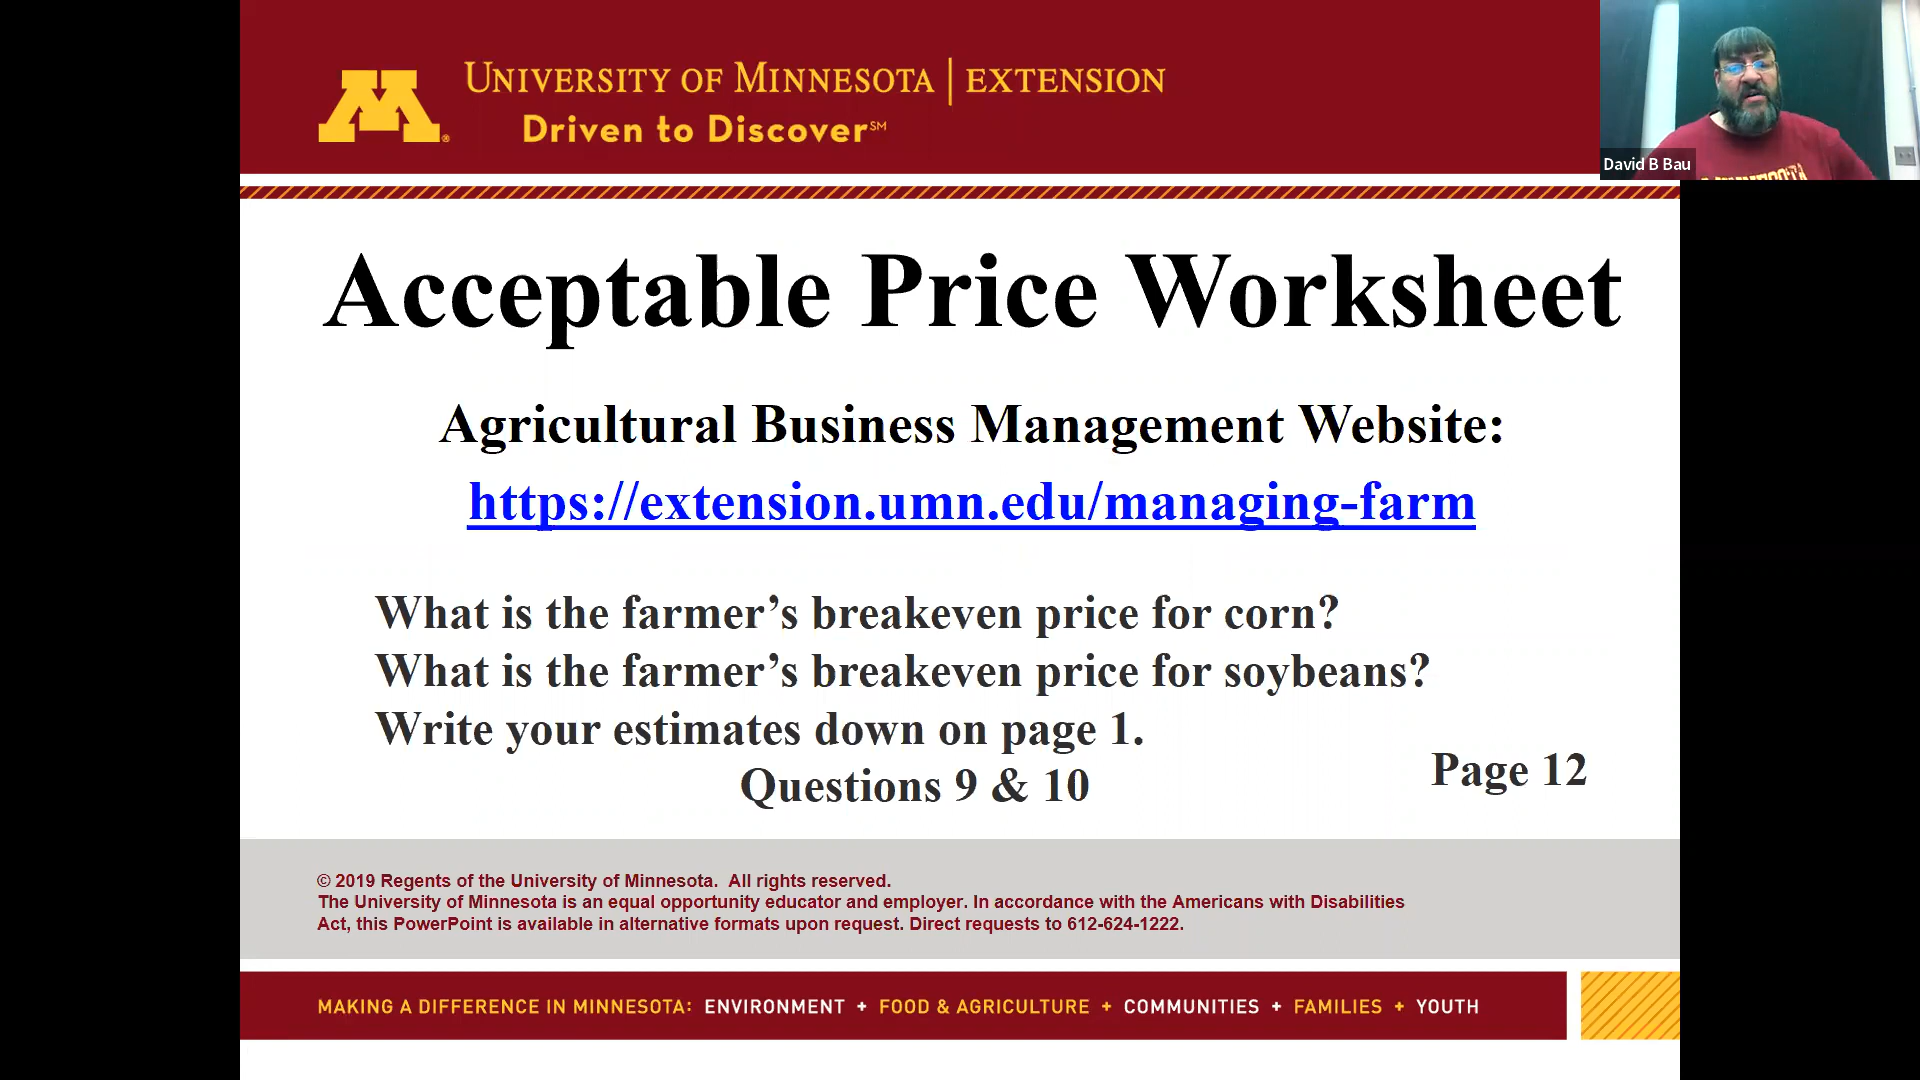 UNIVERSITY OF MINNESOTA | EXTENSION
Driven to Discover℠
David B Bau
Acceptable Price Worksheet
Agricultural Business Management Website:
https://extension.umn.edu/managing-farm
What is the farmer’s breakeven price for corn?
What is the farmer’s breakeven price for soybeans?
Write your estimates down on page 1.
Questions 9 & 10
Page 12
© 2019 Regents of the University of Minnesota.  All rights reserved.
The University of Minnesota is an equal opportunity educator and employer. In accordance with the Americans with Disabilities
Act, this PowerPoint is available in alternative formats upon request. Direct requests to 612-624-1222.
MAKING A DIFFERENCE IN MINNESOTA: ENVIRONMENT + FOOD & AGRICULTURE + COMMUNITIES + FAMILIES + YOUTH